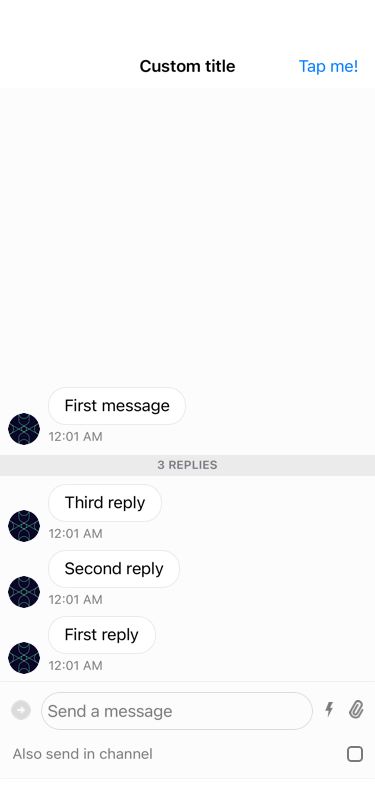 Custom title
Tap me!
First message
12:01 AM
3 REPLIES
Third reply
12:01 AM
Second reply
12:01 AM
First reply
12:01 AM
Send a message
Also send in channel